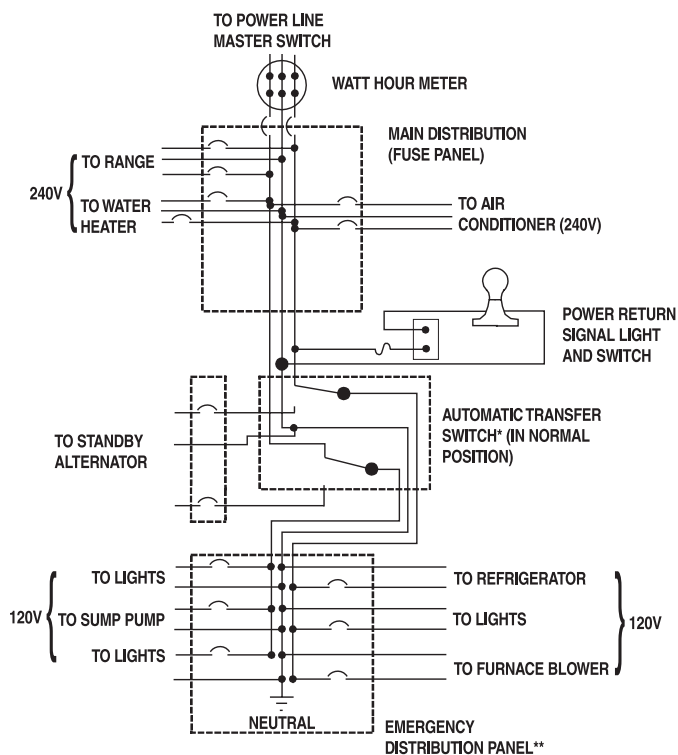 TO POWER LINE
MASTER SWITCH
WATT HOUR METER
MAIN DISTRIBUTION
(FUSE PANEL)
TO RANGE
240V
TO WATER
HEATER
TO AIR
CONDITIONER (240V)
POWER RETURN
SIGNAL LIGHT
AND SWITCH
AUTOMATIC TRANSFER
SWITCH* (IN NORMAL
POSITION)
TO STANDBY
ALTERNATOR
TO LIGHTS
120V
TO SUMP PUMP
TO LIGHTS
TO REFRIGERATOR
TO LIGHTS
120V
TO FURNACE BLOWER
NEUTRAL
EMERGENCY
DISTRIBUTION PANEL**